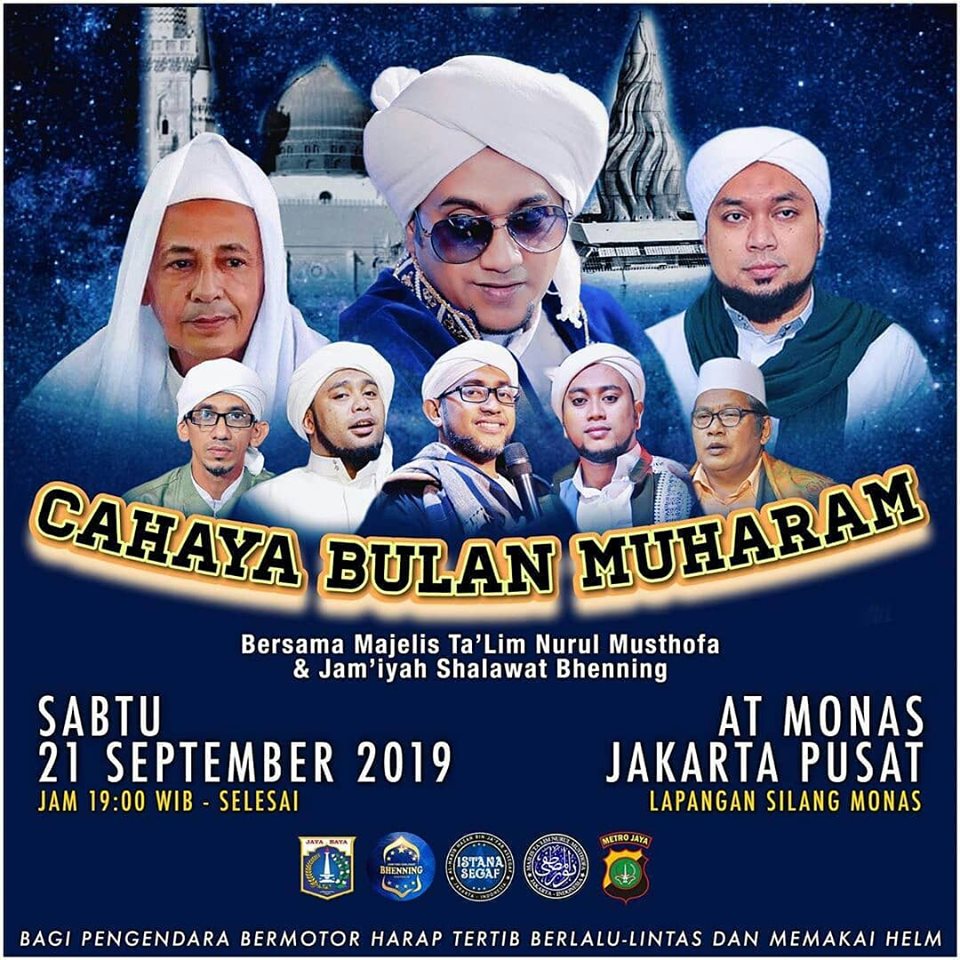 CAHAYA BULAN MUHARAM
Bersama Majelis Ta'Lim Nurul Musthofa
& Jam'iyah Shalawat Bhenning
SABTU
21 SEPTEMBER 2019
JAM 19:00 WIB - SELESAI
AT MONAS
JAKARTA PUSAT
LAPANGAN SILANG MONAS
JAYA RAYA
BHENNING
ISTANA
SEGAF
METRO JAYA
BAGI PENGENDARA BERMOTOR HARAP TERTIB BERLALU-LINTAS DAN MEMAKAI HELM